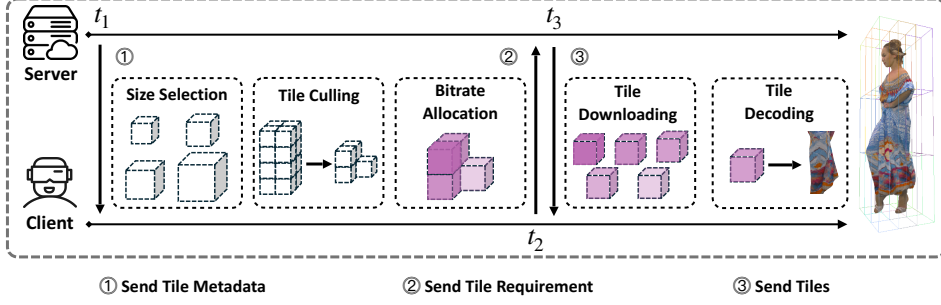 t1
t3
①
②
③
Server
Size Selection
Tile Culling
Bitrate
Allocation
Tile
Downloading
Tile
Decoding
Client
t2
① Send Tile Metadata
② Send Tile Requirement
③ Send Tiles